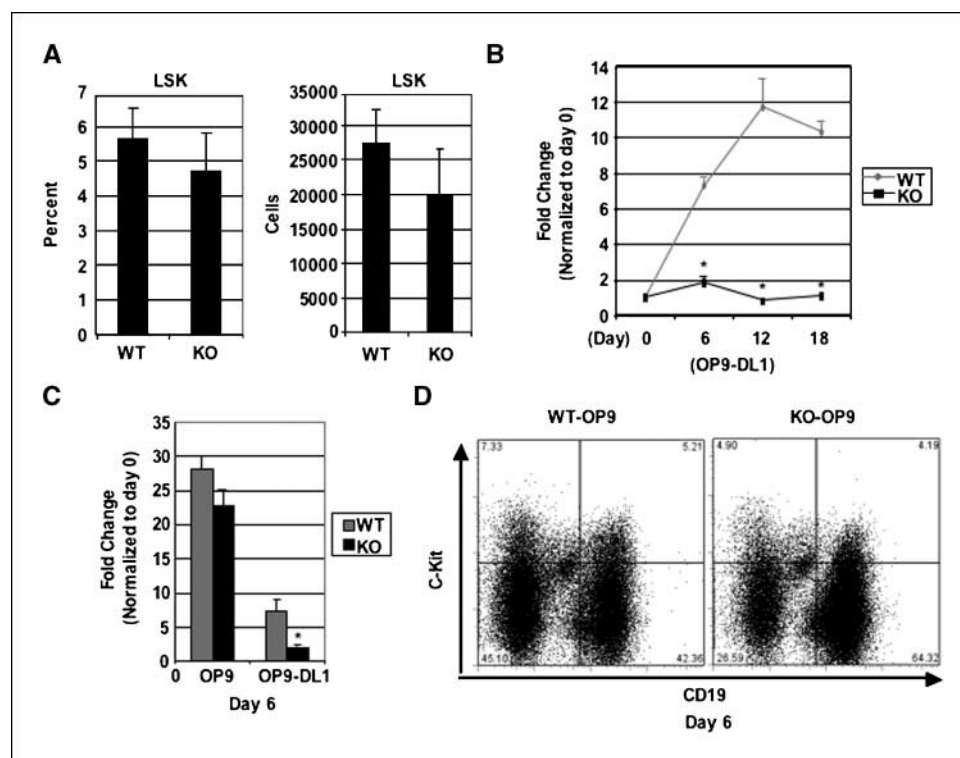 A
LSK
7
6
5
4
3
2
1
0
Percent
WT KO
LSK
35000
30000
25000
20000
15000
10000
5000
0
Cells
WT KO
B
14
12
10
8
6
4
2
0
Fold Change
(Normalized to day 0)
* * *
WT
KO
(Day) 0 6 12 18
(OP9-DL1)
C
35
30
25
20
15
10
5
0
Fold Change
(Normalized to day 0)
*
WT
KO
0 OP9 OP9-DL1
Day 6
D
WT-OP9 KO-OP9
7.33 5.21
45.10 42.36
4.90 4.19
26.59 64.32
C-Kit
CD19
Day 6